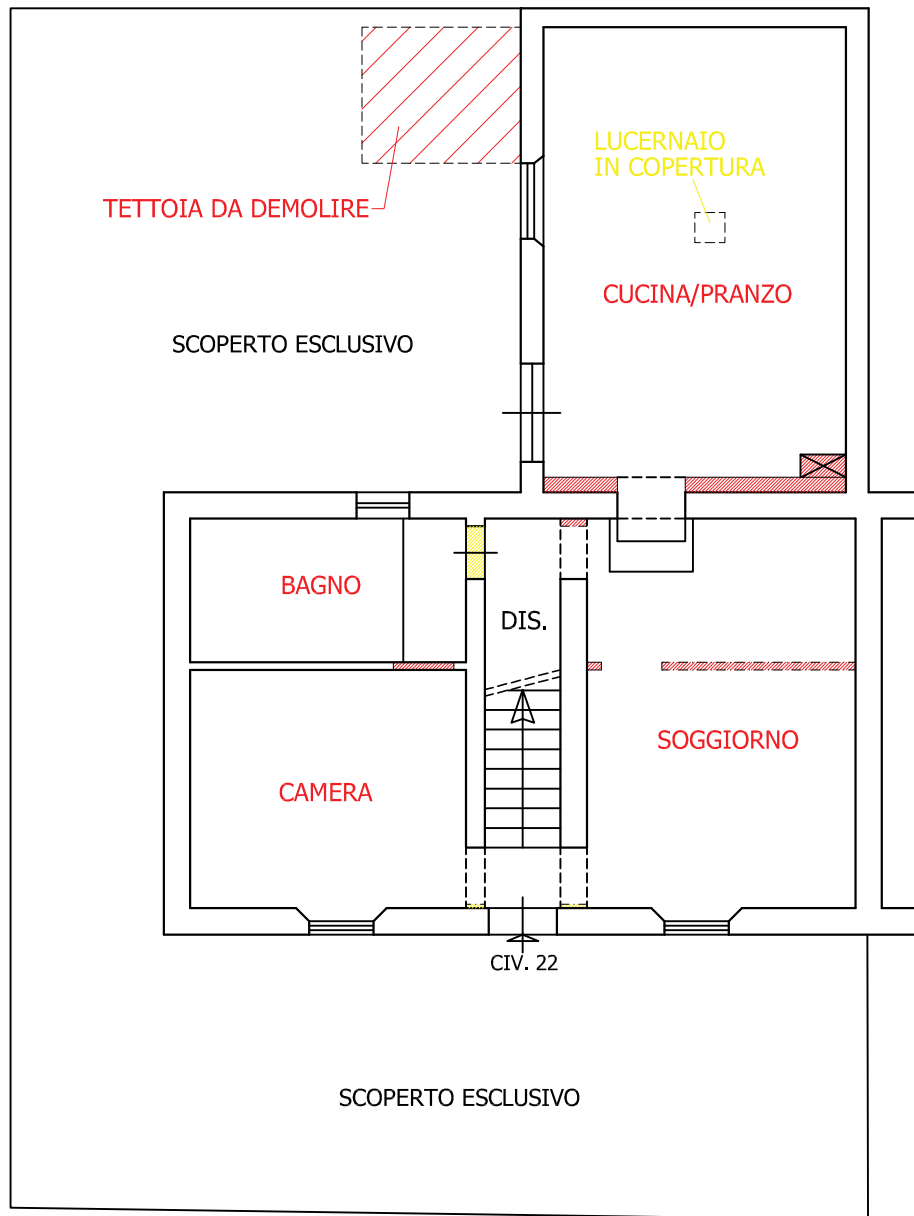 LUCERNAIO
IN COPERTURA
TETTOIA DA DEMOLIRE
CUCINA/PRANZO
SCOPERTO ESCLUSIVO
BAGNO
DIS.
SOGGIORNO
CAMERA
CIV. 22
SCOPERTO ESCLUSIVO